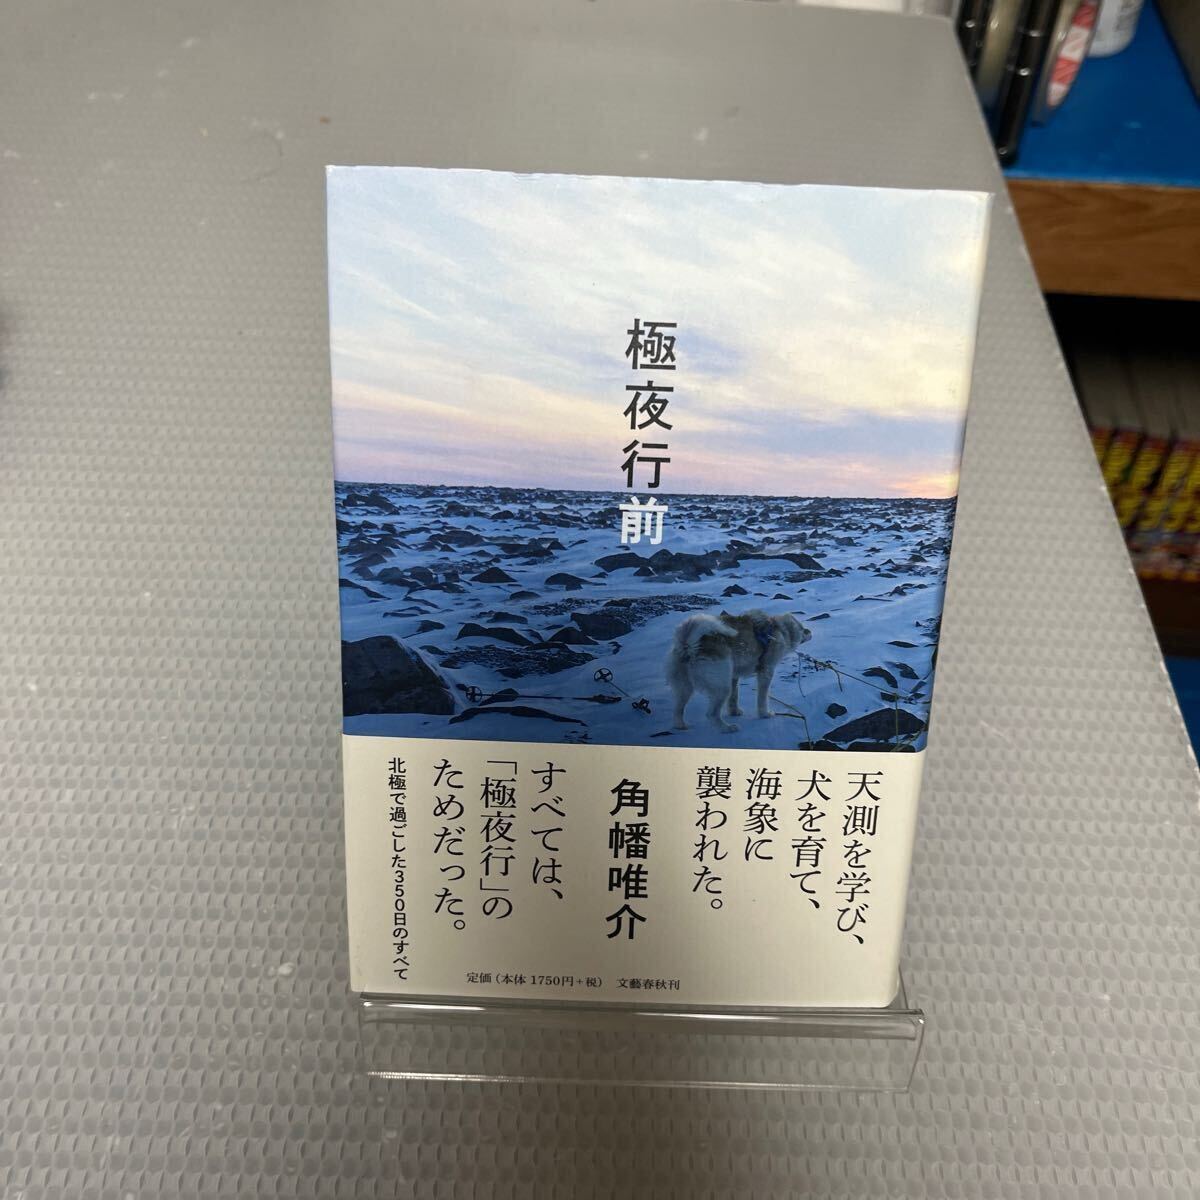 極夜行前
天測を学び、
犬を育て、
海象に
襲われた。
角幡唯介
すべては、
「極夜行」の
ためだった。
北極で過ごした350日のすべて
定価（本体 1750円+税） 文藝春秋刊